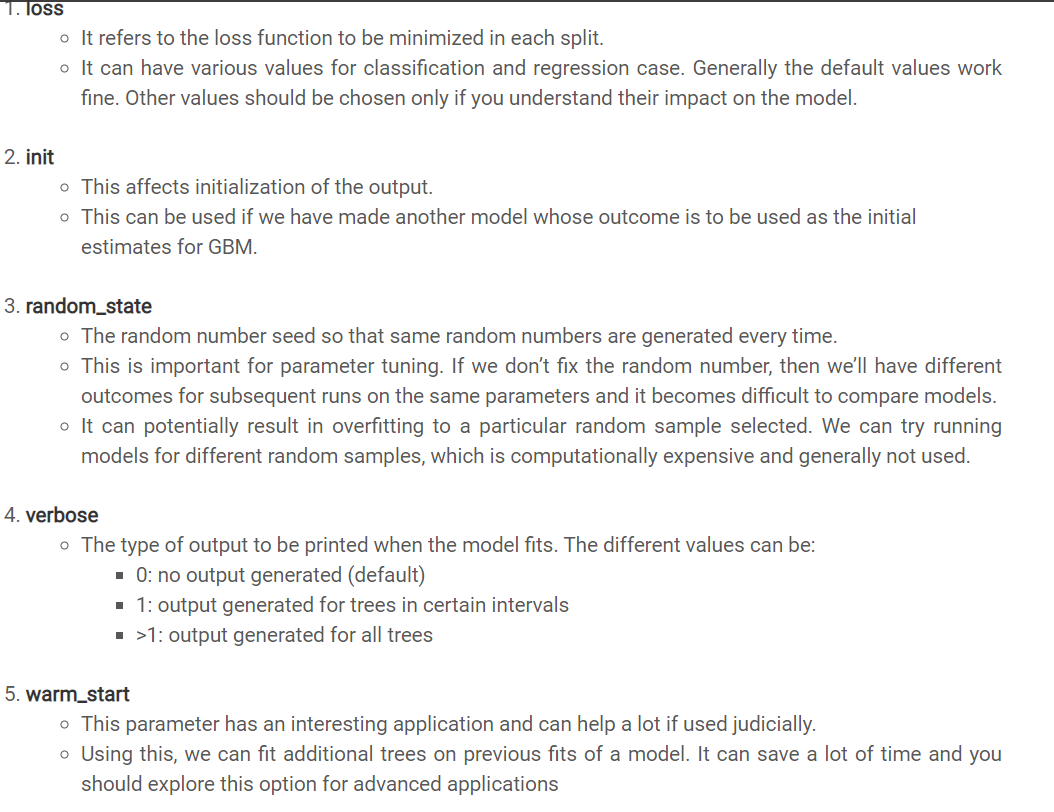 1. loss
○ It refers to the loss function to be minimized in each split.
○ It can have various values for classification and regression case. Generally the default values work
fine. Other values should be chosen only if you understand their impact on the model.
2. init
○ This affects initialization of the output.
○ This can be used if we have made another model whose outcome is to be used as the initial
estimates for GBM.
3. random_state
○ The random number seed so that same random numbers are generated every time.
○ This is important for parameter tuning. If we don’t fix the random number, then we’ll have different
outcomes for subsequent runs on the same parameters and it becomes difficult to compare models.
○ It can potentially result in overfitting to a particular random sample selected. We can try running
models for different random samples, which is computationally expensive and generally not used.
4. verbose
○ The type of output to be printed when the model fits. The different values can be:
▪ 0: no output generated (default)
▪ 1: output generated for trees in certain intervals
▪ >1: output generated for all trees
5. warm_start
○ This parameter has an interesting application and can help a lot if used judicially.
○ Using this, we can fit additional trees on previous fits of a model. It can save a lot of time and you
should explore this option for advanced applications